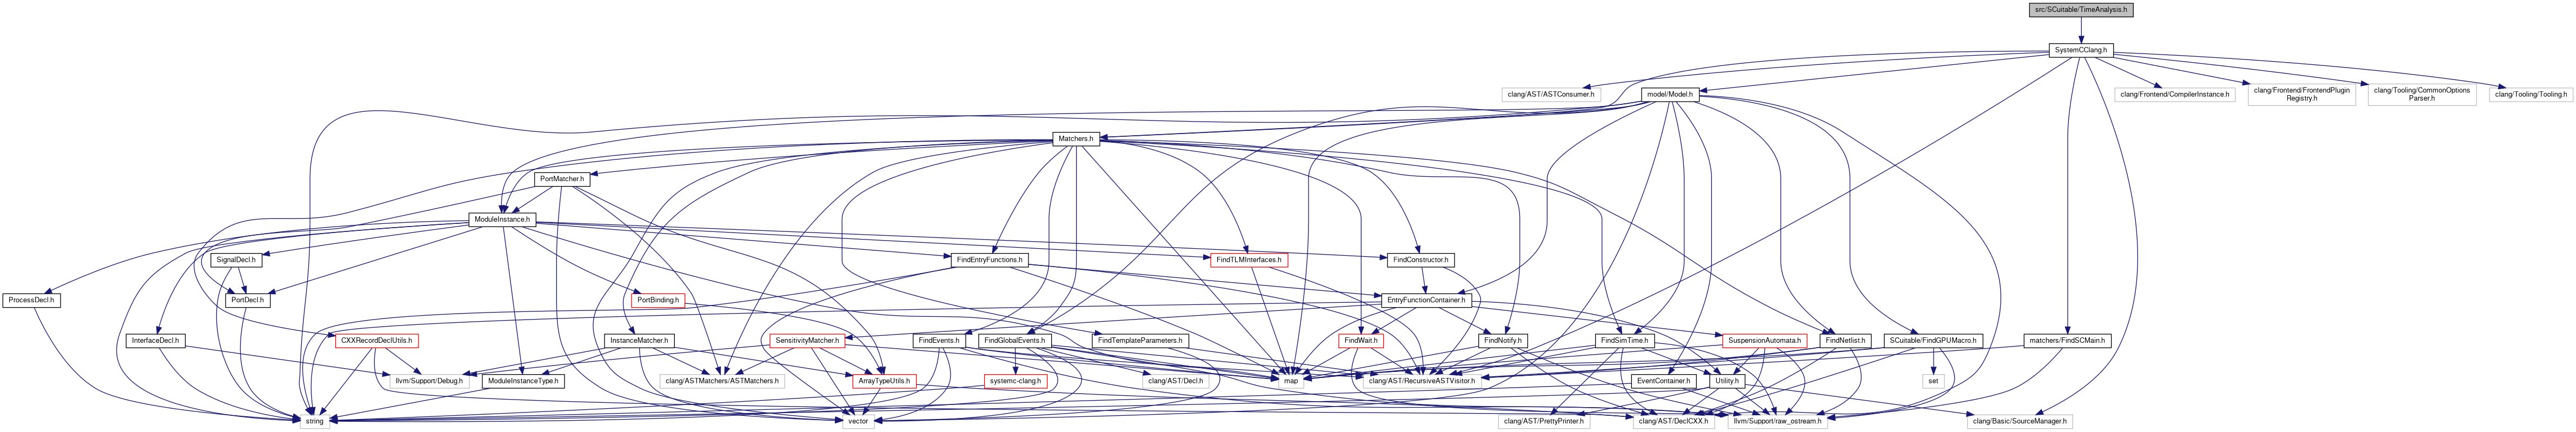 src/SCuitable/TimeAnalysis.h
SystemCClang.h
clang/AST/ASTConsumer.h
model/Model.h
clang/Frontend/CompilerInstance.h
clang/Frontend/FrontendPlugin
Registry.h
clang/Tooling/CommonOptions
Parser.h
clang/Tooling/Tooling.h
Matchers.h
PortMatcher.h
ModuleInstance.h
SignalDecl.h
FindEntryFunctions.h
FindTLMInterfaces.h
FindConstructor.h
ProcessDecl.h
PortDecl.h
PortBinding.h
EntryFunctionContainer.h
InterfaceDecl.h
CXXRecordDeclUtils.h
InstanceMatcher.h
SensitivityMatcher.h
FindEvents.h
FindGlobalEvents.h
FindTemplateParameters.h
FindWait.h
FindNotify.h
FindSimTime.h
SuspensionAutomata.h
FindNetlist.h
SCuitable/FindGPUMacro.h
matchers/FindSCMain.h
llvm/Support/Debug.h
ModuleInstanceType.h
clang/ASTMatchers/ASTMatchers.h
ArrayTypeUtils.h
systemc-clang.h
clang/AST/Decl.h
map
clang/AST/RecursiveASTVisitor.h
EventContainer.h
Utility.h
set
string
vector
clang/AST/PrettyPrinter.h
clang/AST/DeclCXX.h
llvm/Support/raw_ostream.h
clang/Basic/SourceManager.h